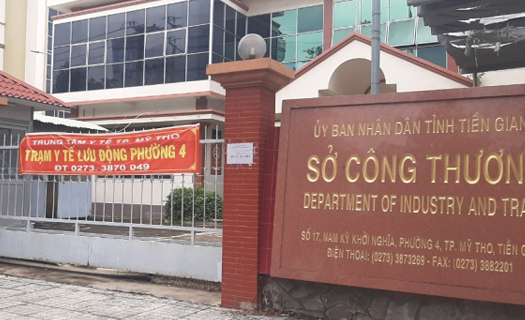 TRUNG TÂM Y TẾ TP. MỸ THO
TRẠM Y TẾ LƯU ĐỘNG PHƯỜNG 4
ĐT 0273. 3870 049
ỦY BAN NHÂN DÂN TỈNH TIỀN GIAN
SỞ CÔNG THƯƠN
DEPARTMENT OF INDUSTRY AND TRA
SỐ 17, NAM KỲ KHỞI NGHĨA, PHƯỜNG 4, TP. MỸ THO, TIỀN G
ĐIỆN THOẠI: (0273) 3873269 - FAX: (0273) 3882201